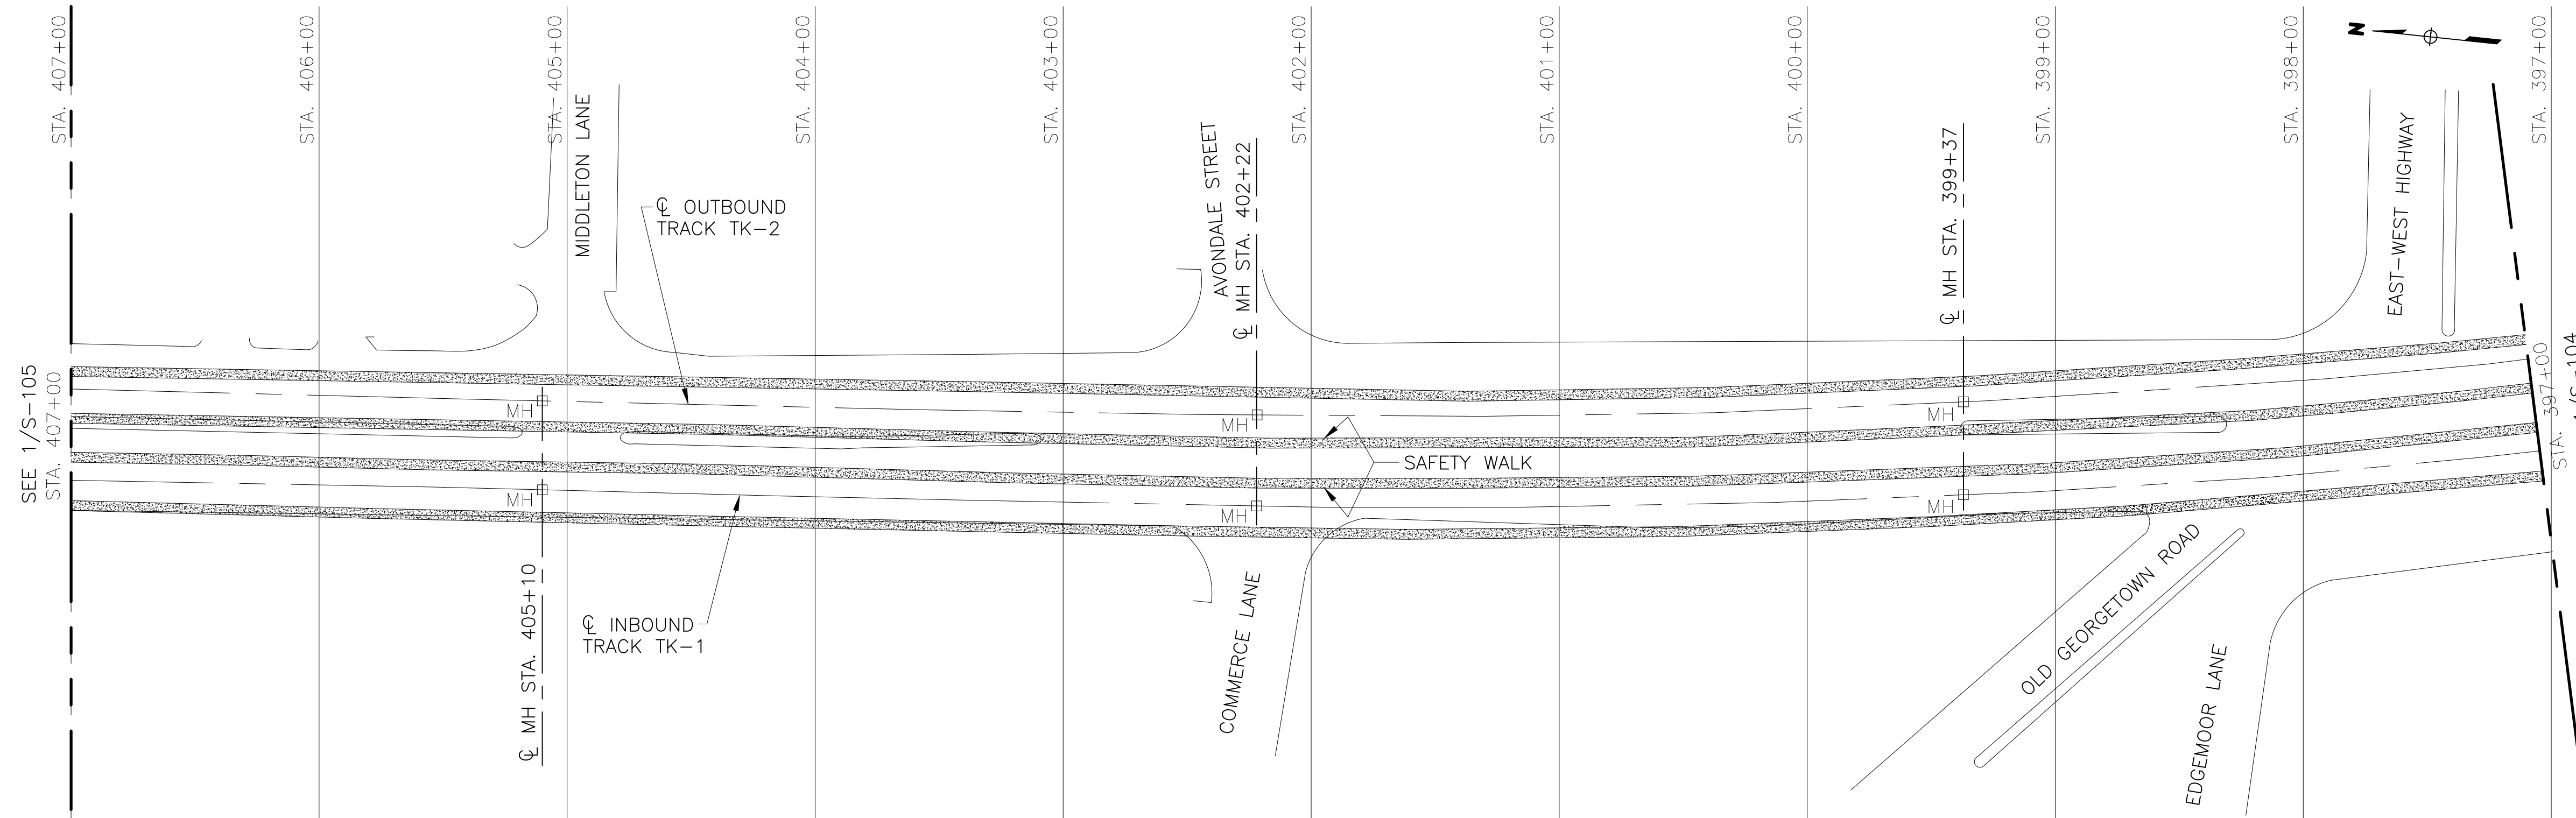 STA. 407+00
STA. 406+00
STA. 405+00
STA. 404+00
STA. 403+00
STA. 402+00
STA. 401+00
STA. 400+00
STA. 399+00
STA. 398+00
STA. 397+00
N
MIDDLETON LANE
AVONDALE STREET
℄ MH STA. 402+22
℄ MH STA. 399+37
EAST-WEST HIGHWAY
℄ OUTBOUND
TRACK TK-2
SEE 1/S-105
STA. 407+00
MH
MH
MH
MH
MH
MH
SAFETY WALK
STA. 397+00
℄ MH STA. 405+10
℄ INBOUND
TRACK TK-1
COMMERCE LANE
OLD GEORGETOWN ROAD
EDGEMOOR LANE